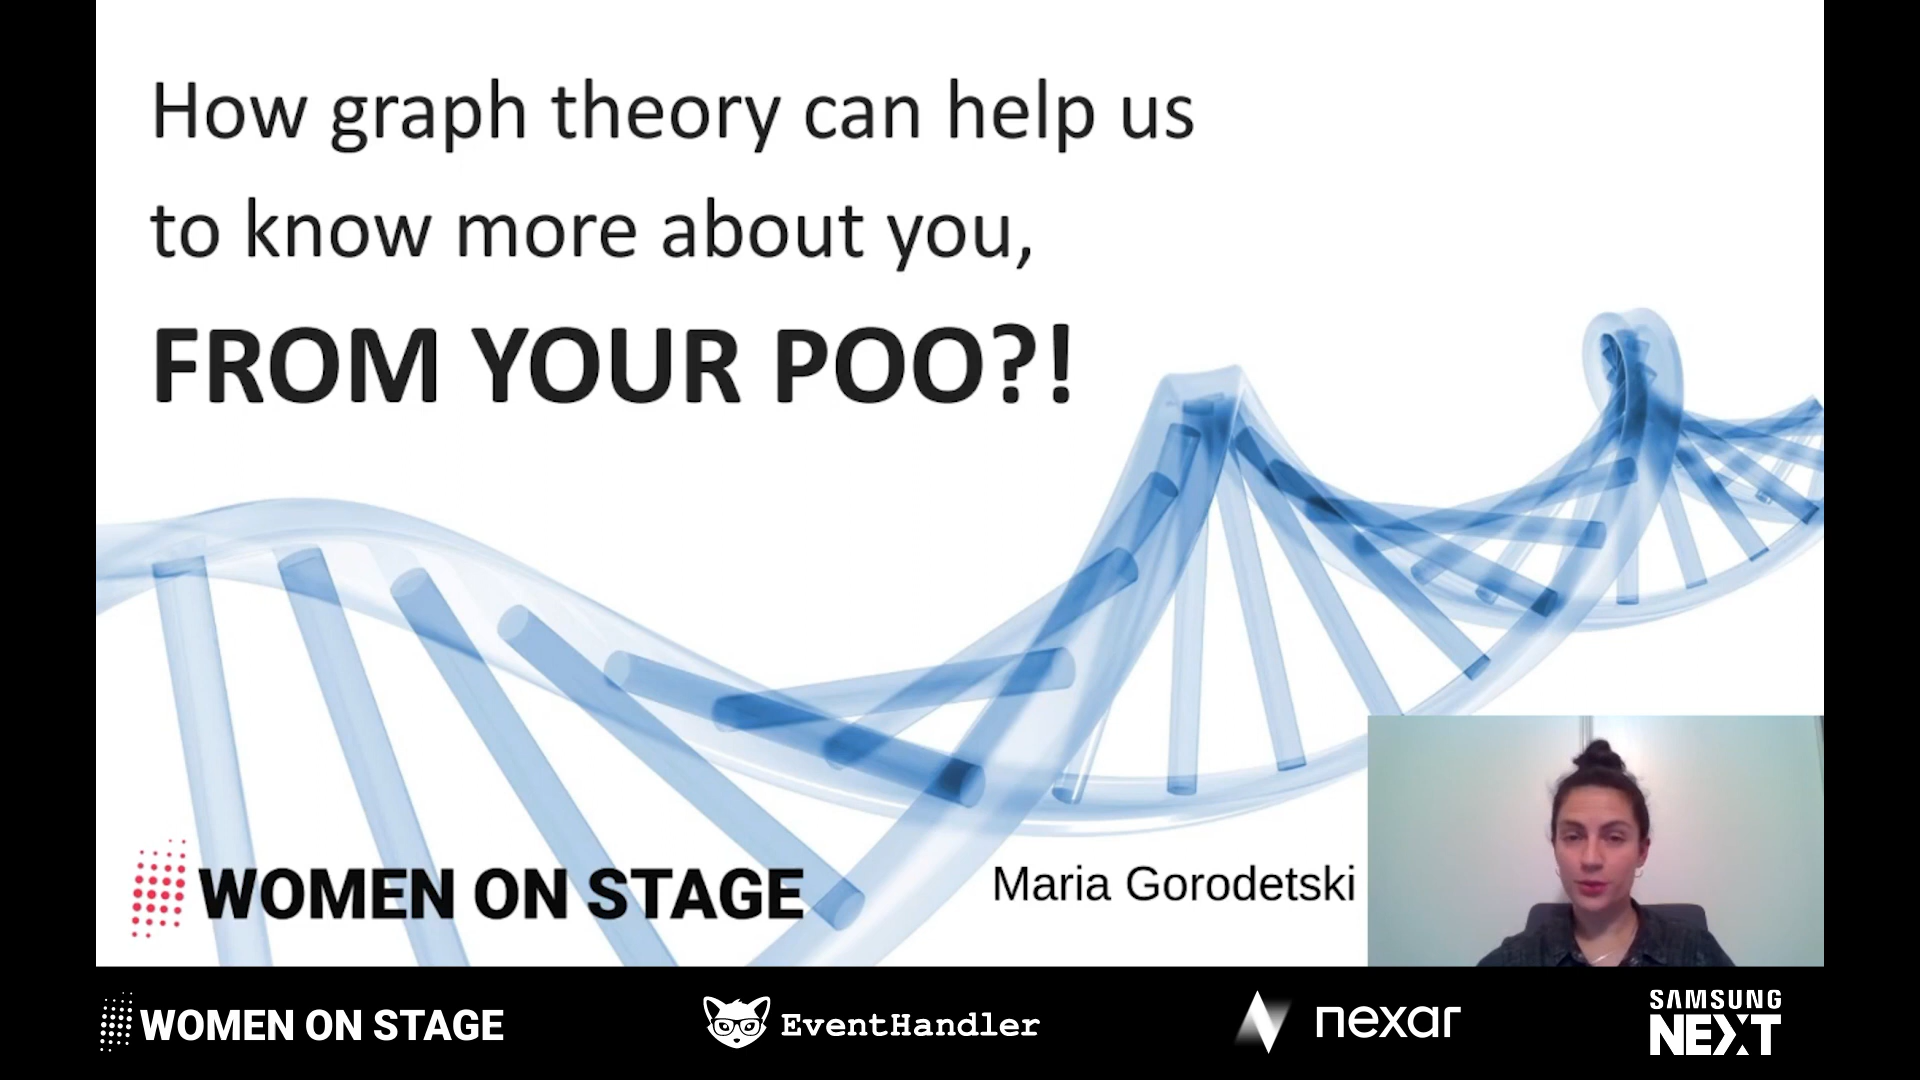 How graph theory can help us
to know more about you,
FROM YOUR POO?!
WOMEN ON STAGE
Maria Gorodetski
WOMEN ON STAGE
EventHandler
nexar
SAMSUNG
NEXT